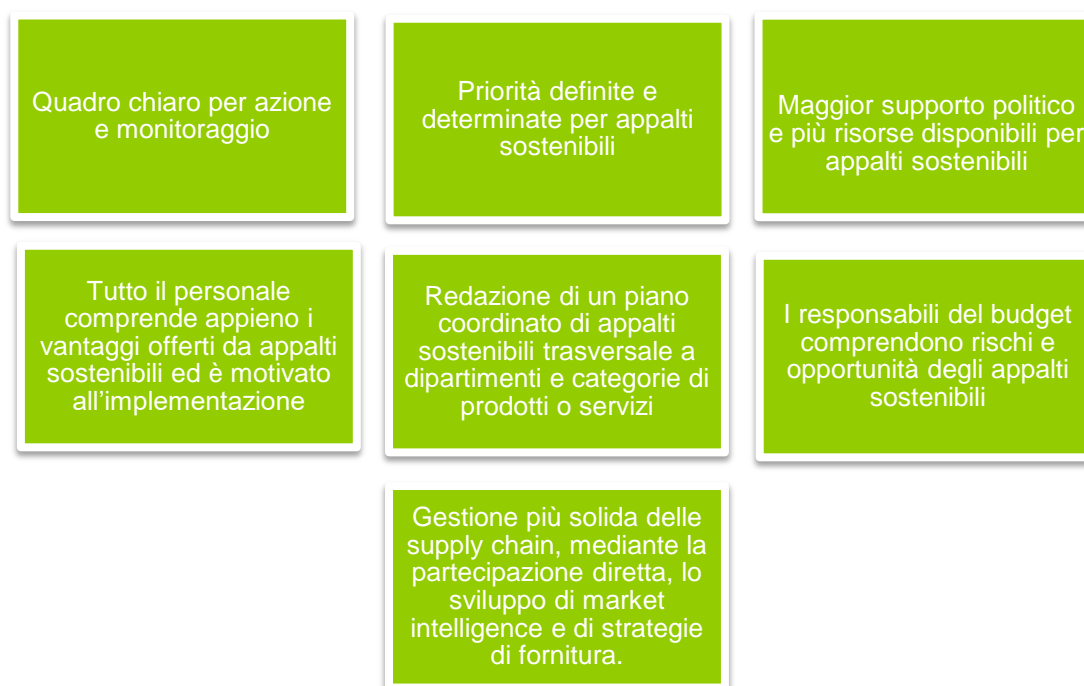 Quadro chiaro per azione
e monitoraggio
Priorità definite e
determinate per appalti
sostenibili
Maggior supporto politico
e più risorse disponibili per
appalti sostenibili
Tutto il personale
comprende appieno i
vantaggi offerti da appalti
sostenibili ed è motivato
all'implementazione
Redazione di un piano
coordinato di appalti
sostenibili trasversale a
dipartimenti e categorie di
prodotti o servizi
I responsabili del budget
comprendono rischi e
opportunità degli appalti
sostenibili
Gestione più solida delle
supply chain, mediante la
partecipazione diretta, lo
sviluppo di market
intelligence e di strategie
di fornitura.